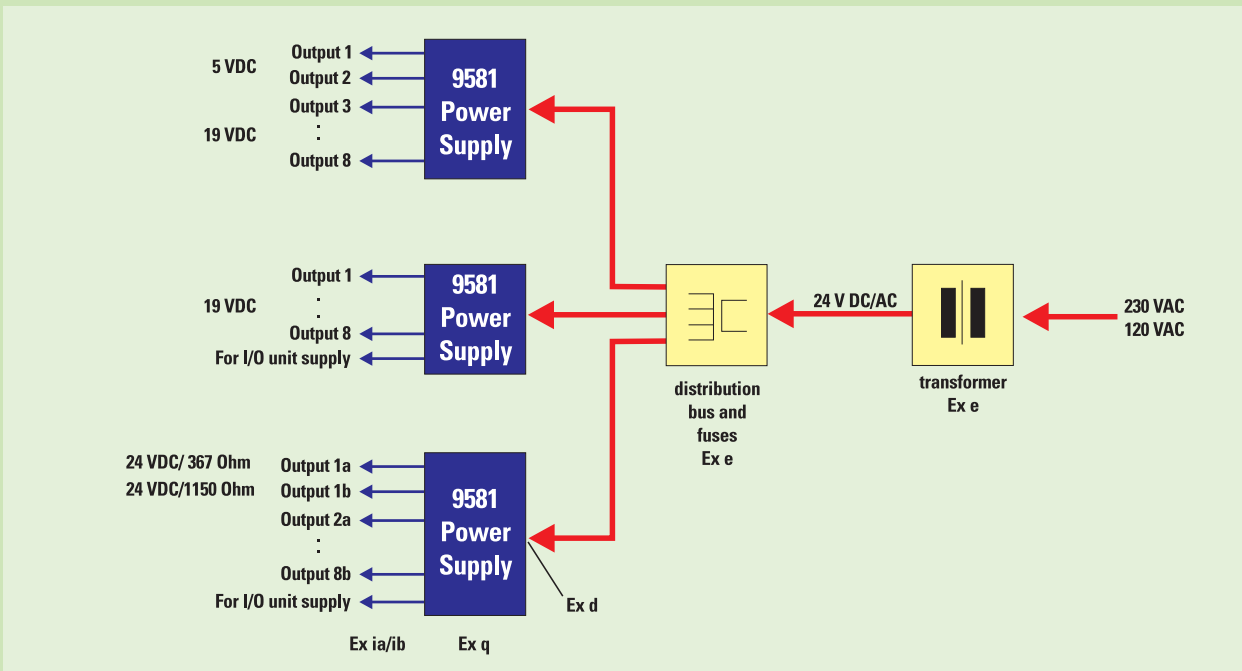 5 VDC
Output 1
Output 2
Output 3
:
19 VDC
Output 8
9581
Power
Supply
Output 1
:
19 VDC
Output 8
For I/O unit supply
9581
Power
Supply
24 VDC/ 367 Ohm
Output 1a
24 VDC/1150 Ohm
Output 1b
Output 2a
:
Output 8b
For I/O unit supply
9581
Power
Supply
Ex d
Ex ia/ib
Ex q
distribution
bus and
fuses
Ex e
24 V DC/AC
transformer
Ex e
230 VAC
120 VAC